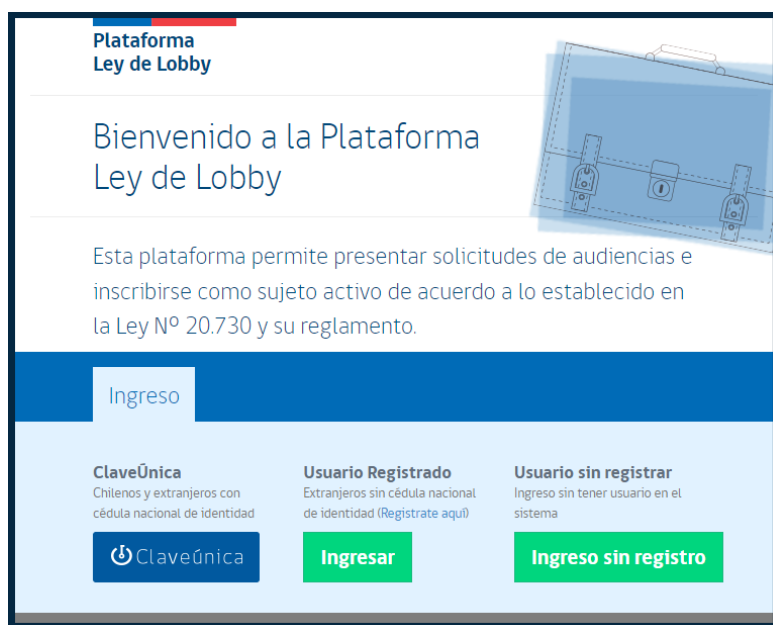 Plataforma
Ley de Lobby
Bienvenido a la Plataforma
Ley de Lobby
Esta plataforma permite presentar solicitudes de audiencias e
inscribirse como sujeto activo de acuerdo a lo establecido en
la Ley Nº 20.730 y su reglamento.
Ingreso
ClaveÚnica
Chilenos y extranjeros con
cédula nacional de identidad
Claveúnica
Usuario Registrado
Extranjeros sin cédula nacional
de identidad (Registrate aquí)
Ingresar
Usuario sin registrar
Ingreso sin tener usuario en el
sistema
Ingreso sin registro